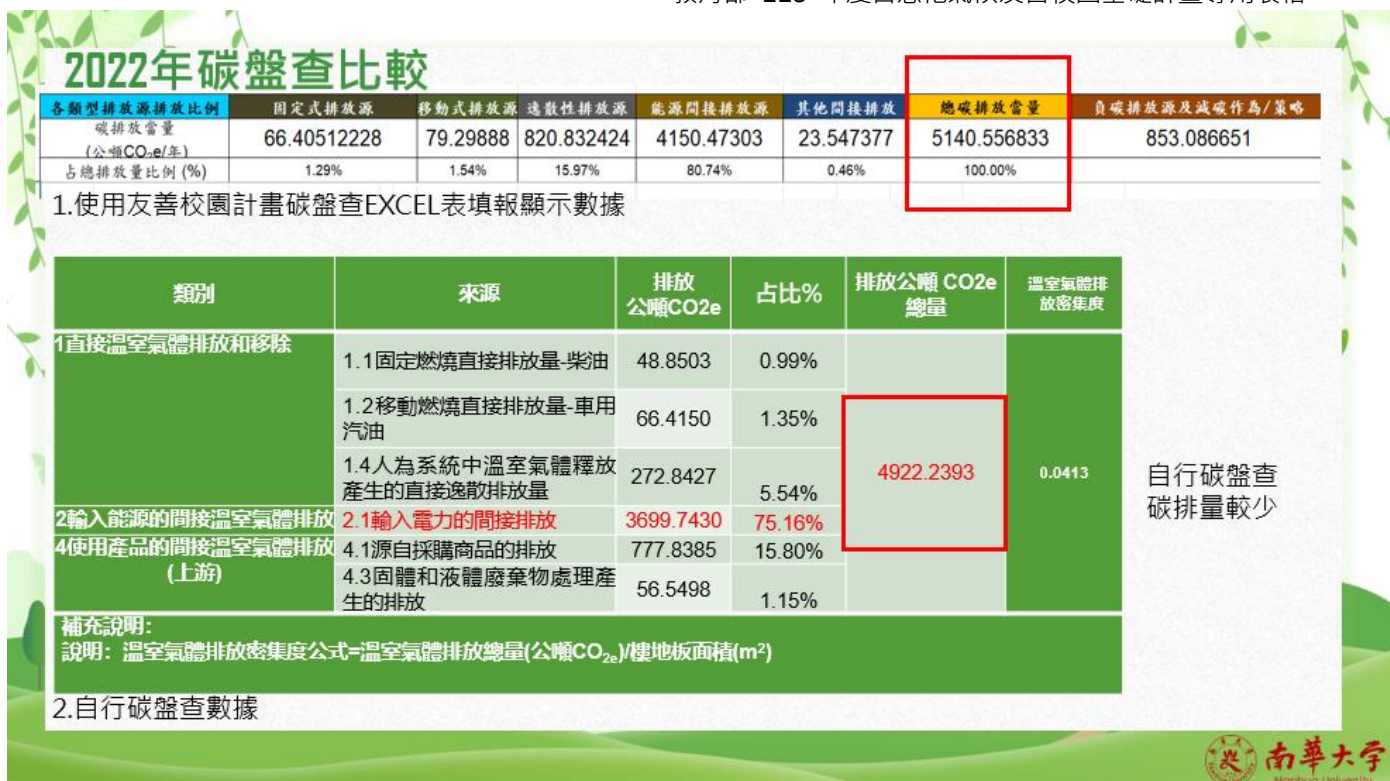 2022年碳盤查比較
各類型排放源排放比例 固定式排放源 移動式排放源 逸散性排放源 能源間接排放源 其他間接排放 總碳排放當量 負碳排放源及減碳作為/策略
碳排放當量
(公噸CO₂e/年) 66.40512228 79.29888 820.832424 4150.47303 23.547377 5140.556833 853.086651
占總排放量比例 (%) 1.29% 1.54% 15.97% 80.74% 0.46% 100.00%
1.使用友善校園計畫碳盤查EXCEL表填報顯示數據
類別 來源 排放
公噸CO2e 占比% 排放公噸 CO2e
總量 溫室氣體排
放密集度
1直接溫室氣體排放和移除
1.1固定燃燒直接排放量-柴油 48.8503 0.99%
1.2移動燃燒直接排放量-車用
汽油 66.4150 1.35%
1.4人為系統中溫室氣體釋放
產生的直接逸散排放量 272.8427 5.54%
4922.2393 0.0413
自行碳盤查
碳排量較少
2輸入能源的間接溫室氣體排放 2.1輸入電力的間接排放 3699.7430 75.16%
4使用產品的間接溫室氣體排放
(上游) 4.1源自採購商品的排放 777.8385 15.80%
4.3固體和液體廢棄物處理產
生的排放 56.5498 1.15%
補充說明:
說明: 溫室氣體排放密集度公式=溫室氣體排放總量(公噸CO₂e)/樓地板面積(m²)
2.自行碳盤查數據
南華大學